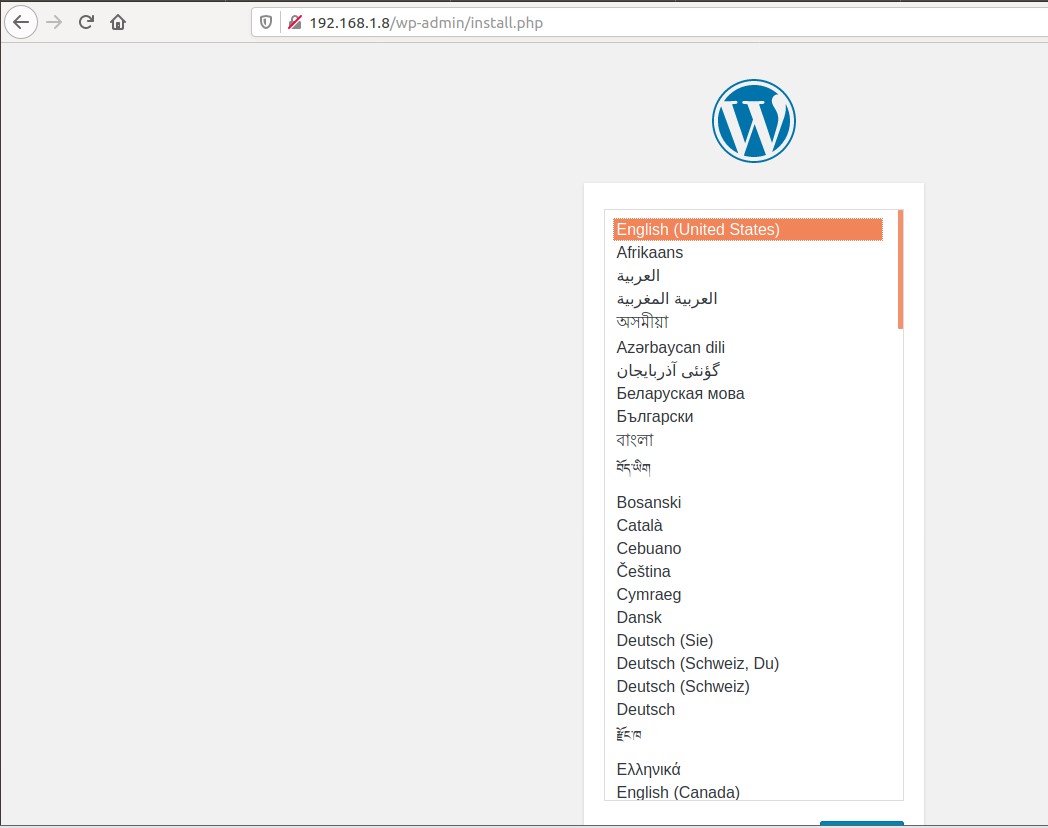 192.168.1.8/wp-admin/install.php
English (United States)
Afrikaans
العربية
العربية المغربية
অসমীয়া
Azərbaycan dili
گؤنئی آذربایجان
Беларуская мова
Български
বাংলা
བོད་ཡིག
Bosanski
Català
Cebuano
Čeština
Cymraeg
Dansk
Deutsch (Sie)
Deutsch (Schweiz, Du)
Deutsch (Schweiz)
Deutsch
རྫོང་ཁ
Ελληνικά
English (Canada)